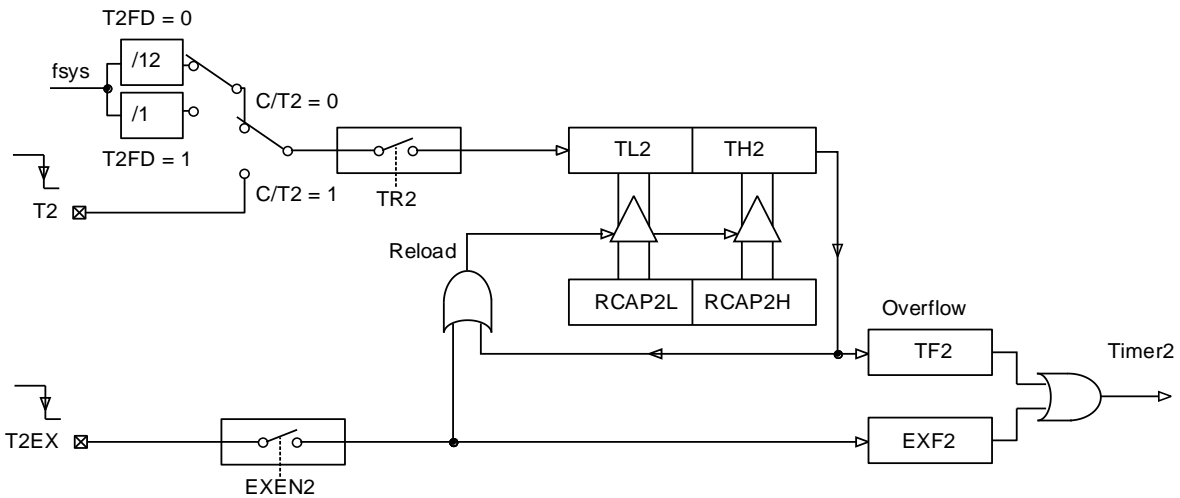 T2FD = 0
/12
fsys
C/T2 = 0
/1
T2FD = 1
TL2
TH2
C/T2 = 1
TR2
T2
Reload
RCAP2L
RCAP2H
Overflow
TF2
Timer2
T2EX
EXF2
EXEN2